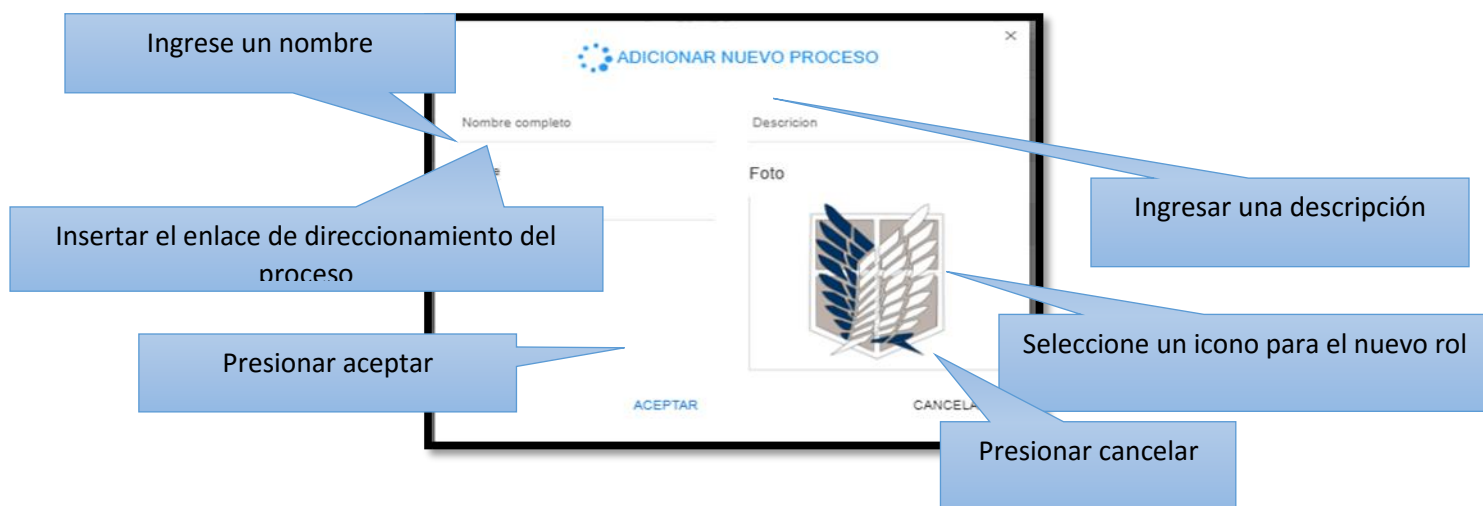 Ingrese un nombre
×
ADICIONAR NUEVO PROCESO
Nombre completo
Descricion
Foto
Ingresar una descripción
Insertar el enlace de direccionamiento del
proceso
Seleccione un icono para el nuevo rol
Presionar aceptar
ACEPTAR
CANCELA
Presionar cancelar